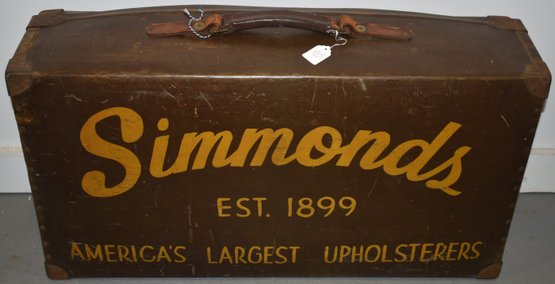 Simmonds
EST. 1899
AMERICA'S LARGEST UPHOLSTERERS